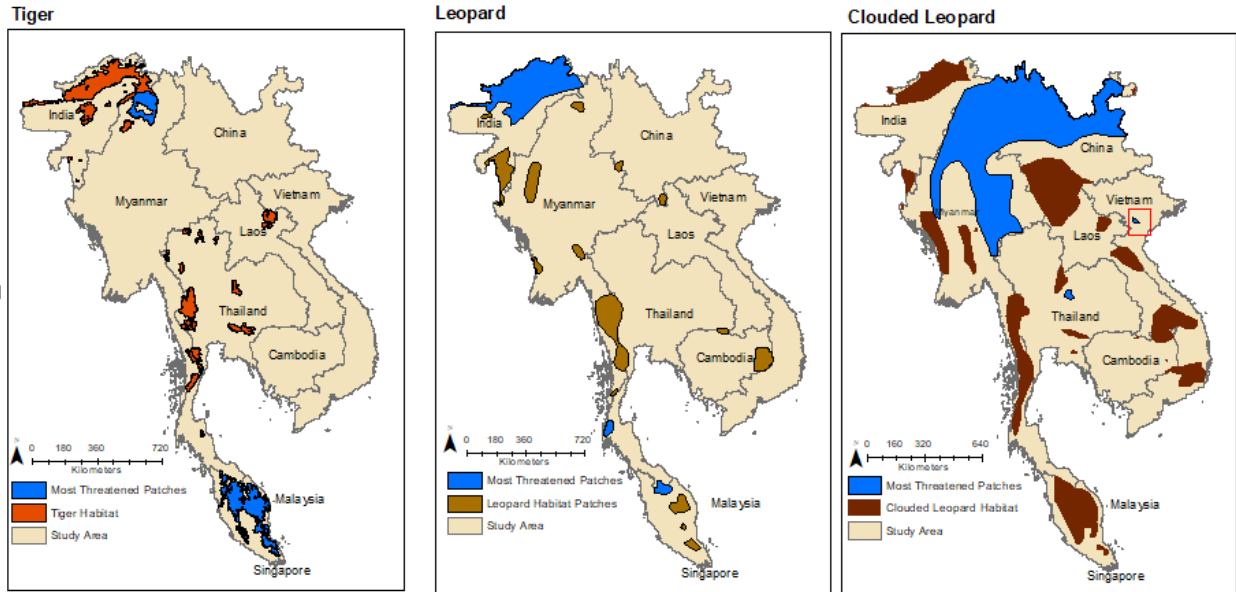 Tiger
India
China
Myanmar
Vietnam
Laos
Thailand
Cambodia
N
0 180 360 720
Kilometers
Most Threatened Patches
Tiger Habitat
Study Area
Malaysia
Singapore
Leopard
India
China
Myanmar
Vietnam
Laos
Thailand
Cambodia
N
0 180 360 720
Kilometers
Most Threatened Patches
Leopard Habitat Patches
Study Area
Malaysia
Singapore
Clouded Leopard
India
China
Myanmar
Vietnam
Laos
Thailand
Cambodia
N
0 160 320 640
Kilometers
Most Threatened Patches
Clouded Leopard Habitat
Study Area
Malaysia
Singapore